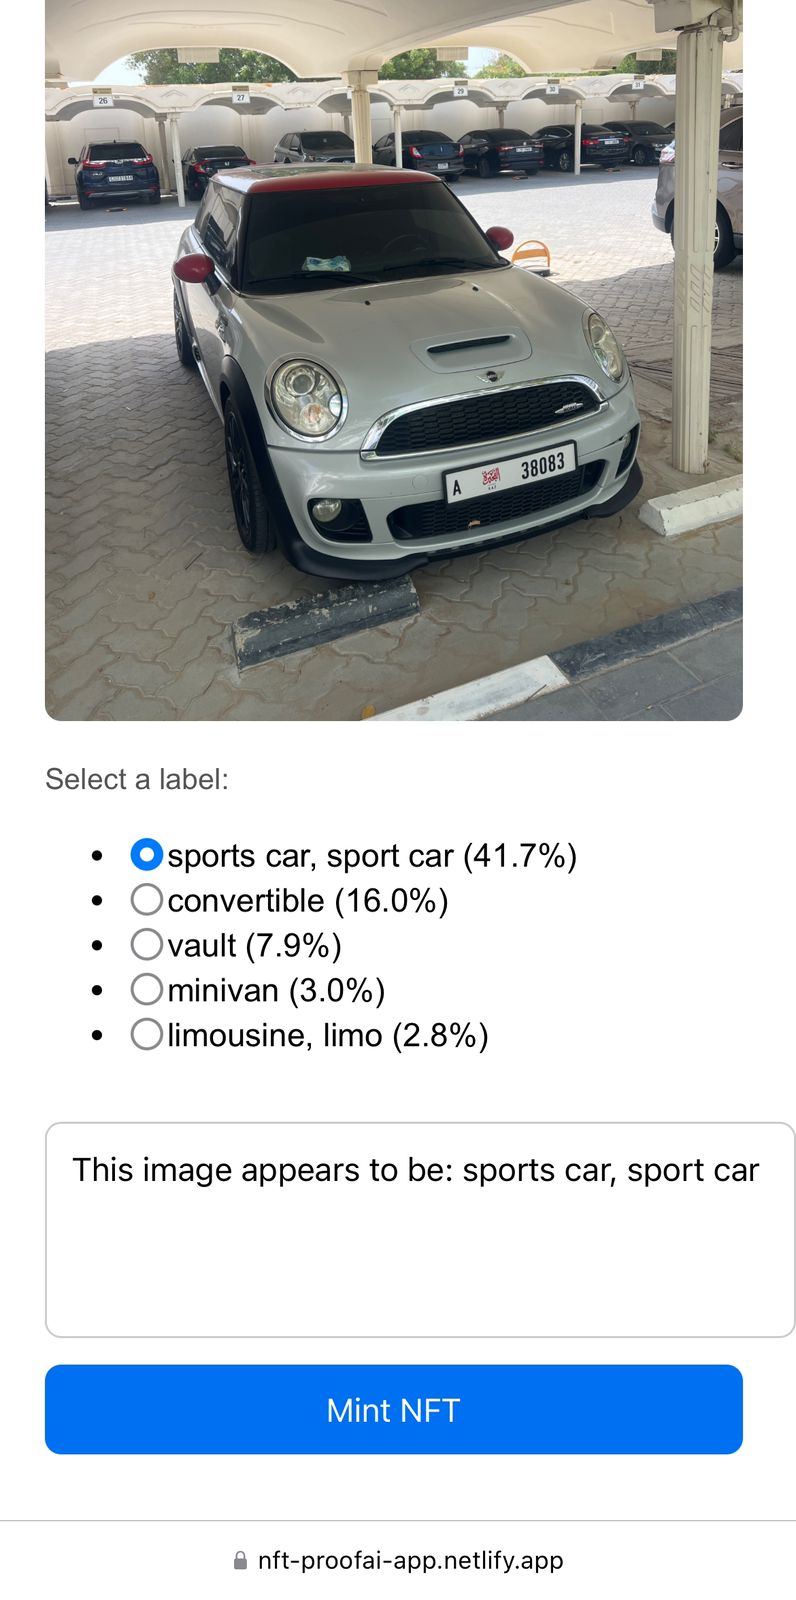 26
27
29
30
31
A 38083
Select a label:
sports car, sport car (41.7%)
convertible (16.0%)
vault (7.9%)
minivan (3.0%)
limousine, limo (2.8%)
This image appears to be: sports car, sport car
Mint NFT
nft-proofai-app.netlify.app